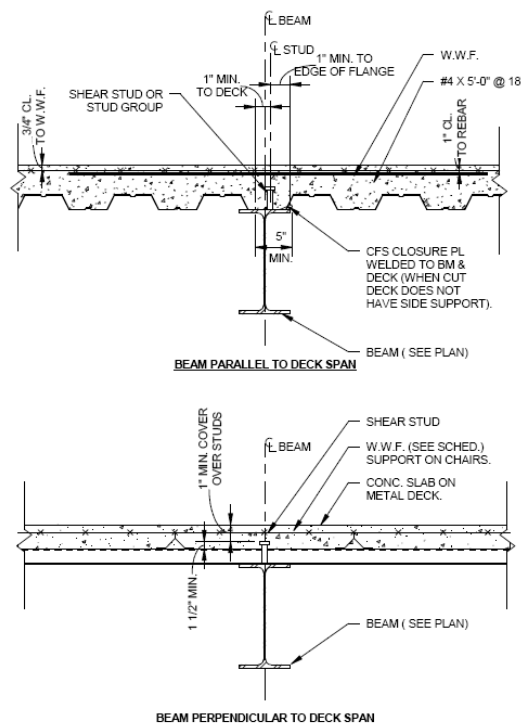 ℄ BEAM
℄ STUD
1" MIN. TO
EDGE OF FLANGE
1" MIN.
TO DECK
SHEAR STUD OR
STUD GROUP
3/4" CL.
TO W.W.F.
W.W.F.
#4 X 5'-0" @ 18
1" CL.
TO REBAR
5"
MIN.
CFS CLOSURE PL
WELDED TO BM &
DECK (WHEN CUT
DECK DOES NOT
HAVE SIDE SUPPORT).
BEAM ( SEE PLAN)
BEAM PARALLEL TO DECK SPAN
1" MIN. COVER
OVER STUDS
℄ BEAM
SHEAR STUD
W.W.F. (SEE SCHED.)
SUPPORT ON CHAIRS.
CONC. SLAB ON
METAL DECK.
1 1/2" MIN.
BEAM ( SEE PLAN)
BEAM PERPENDICULAR TO DECK SPAN